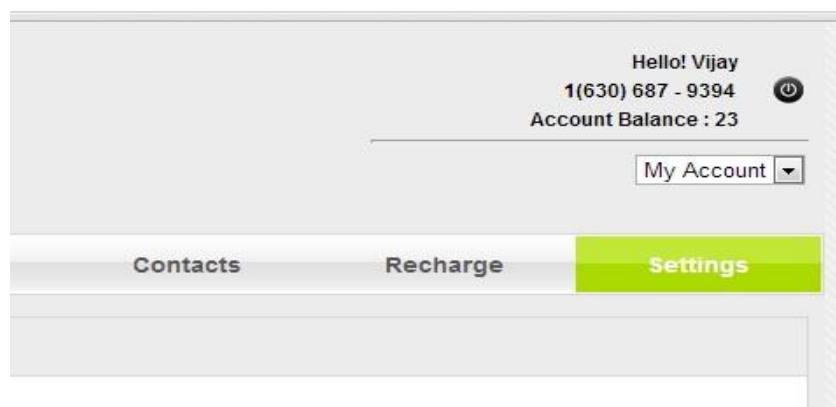 Hello! Vijay
1(630) 687 - 9394
Account Balance : 23
My Account
Contacts Recharge Settings